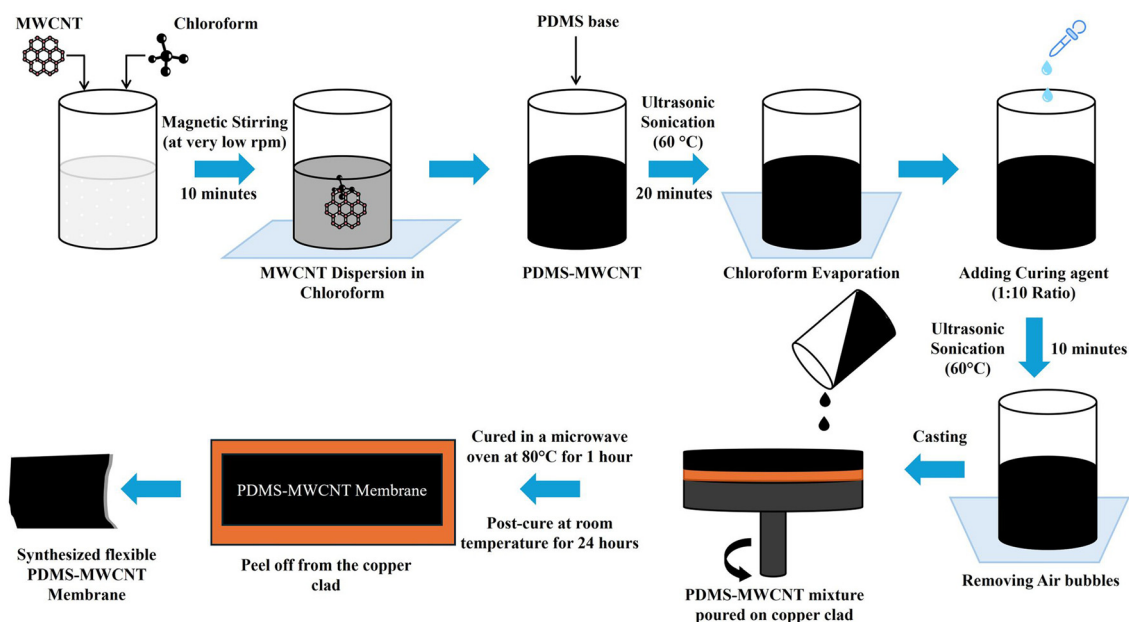 MWCNT
Chloroform
Magnetic Stirring
(at very low rpm)
10 minutes
MWCNT Dispersion in
Chloroform
PDMS base
PDMS-MWCNT
Ultrasonic
Sonication
(60 °C)
20 minutes
Chloroform Evaporation
Adding Curing agent
(1:10 Ratio)
Ultrasonic
Sonication
(60°C)
10 minutes
Removing Air bubbles
Casting
PDMS-MWCNT mixture
poured on copper clad
Cured in a microwave
oven at 80°C for 1 hour
Post-cure at room
temperature for 24 hours
PDMS-MWCNT Membrane
Peel off from the copper
clad
Synthesized flexible
PDMS-MWCNT
Membrane